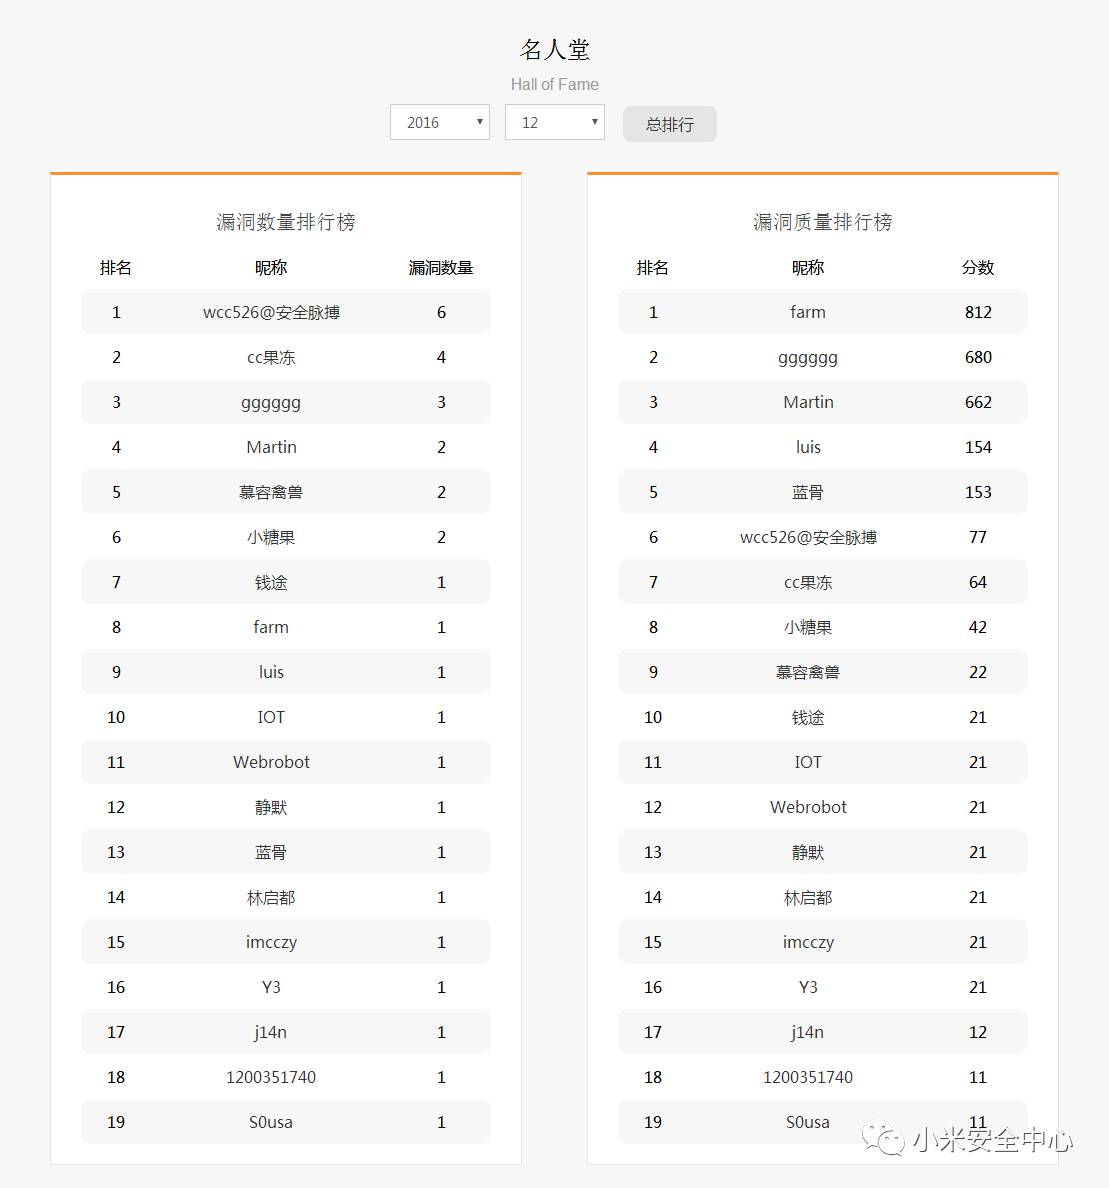 名人堂
Hall of Fame
2016 12 总排行
漏洞数量排行榜
排名 昵称 漏洞数量
1 wcc526@安全脉搏 6
2 cc果冻 4
3 gggggg 3
4 Martin 2
5 慕容禽兽 2
6 小糖果 2
7 钱途 1
8 farm 1
9 luis 1
10 IOT 1
11 Webrobot 1
12 静默 1
13 蓝骨 1
14 林启都 1
15 imcczy 1
16 Y3 1
17 j14n 1
18 1200351740 1
19 S0usa 1
漏洞质量排行榜
排名 昵称 分数
1 farm 812
2 gggggg 680
3 Martin 662
4 luis 154
5 蓝骨 153
6 wcc526@安全脉搏 77
7 cc果冻 64
8 小糖果 42
9 慕容禽兽 22
10 钱途 21
11 IOT 21
12 Webrobot 21
13 静默 21
14 林启都 21
15 imcczy 21
16 Y3 21
17 j14n 12
18 1200351740 11
19 S0usa 11
小米安全中心